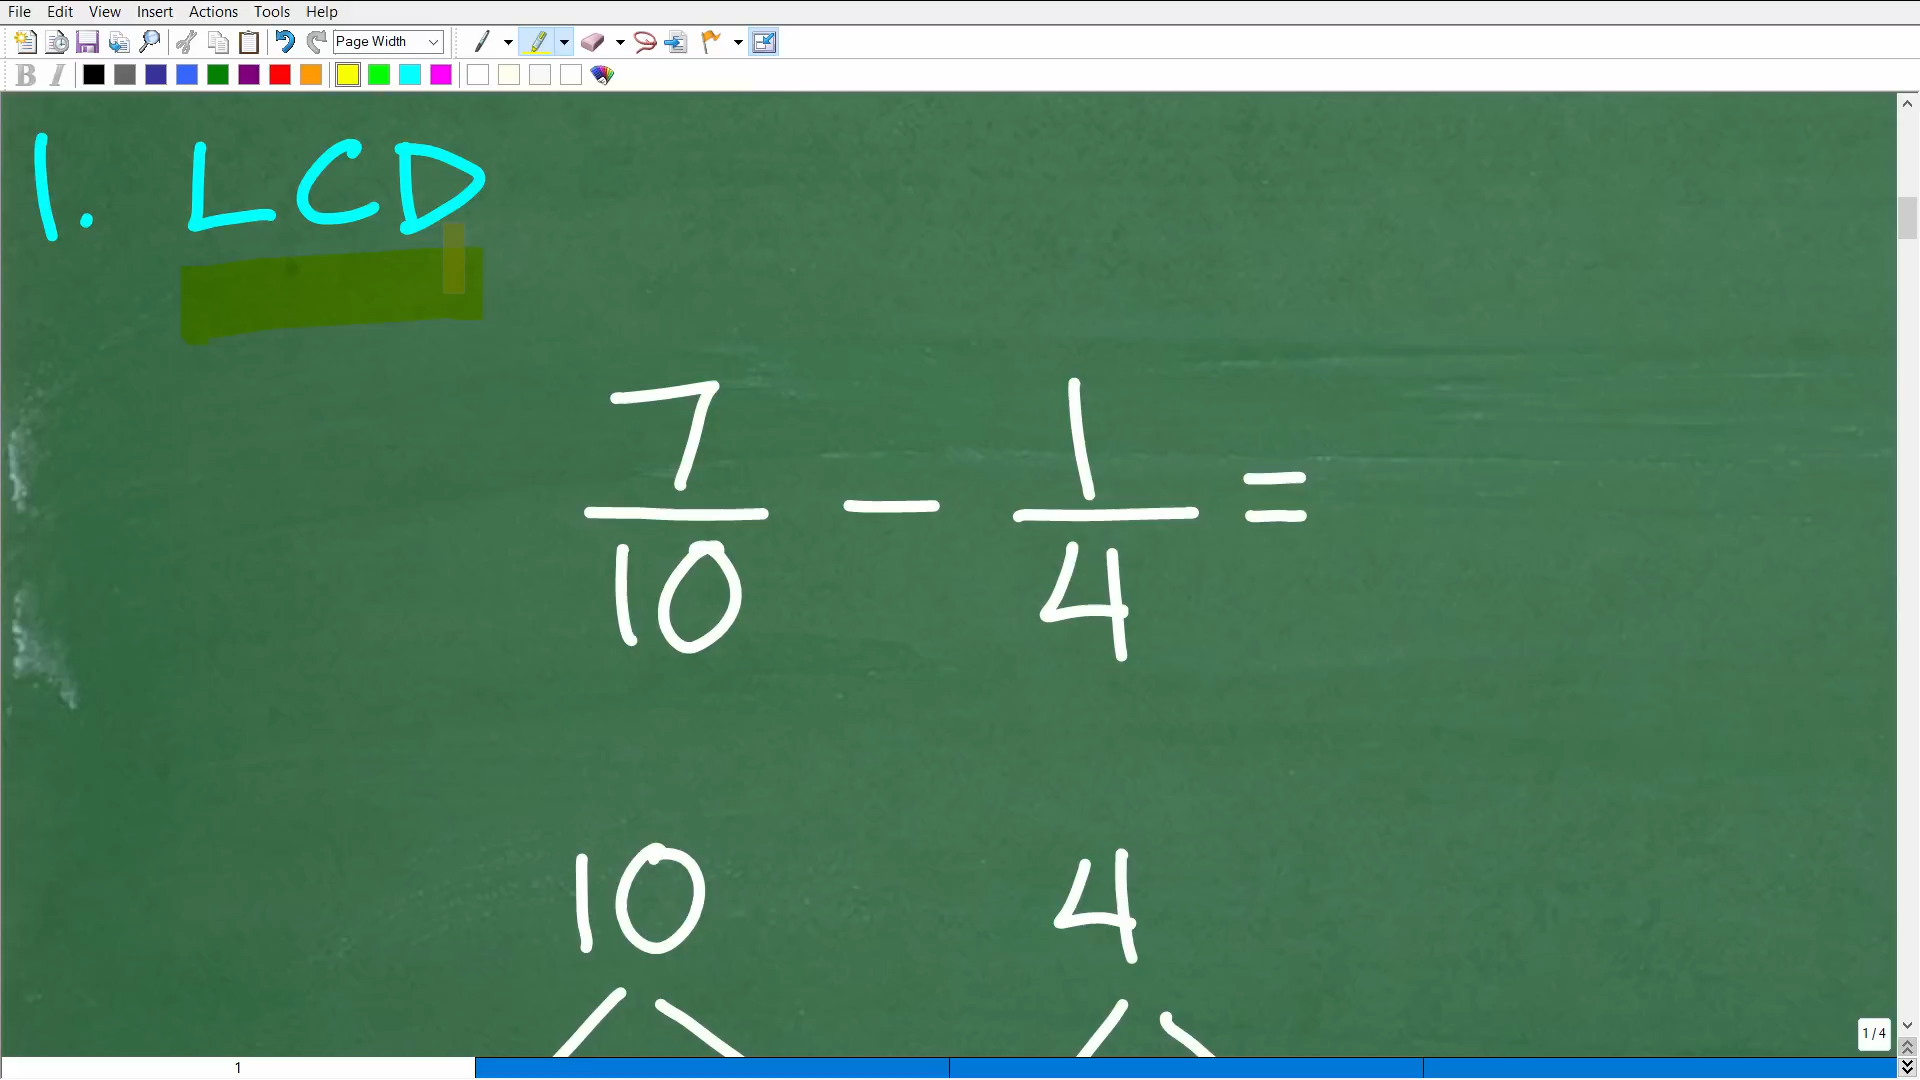 File Edit View Insert Actions Tools Help
Page Width
B I
1. LCD
7/10 - 1/4 =
10 4
1/4
1